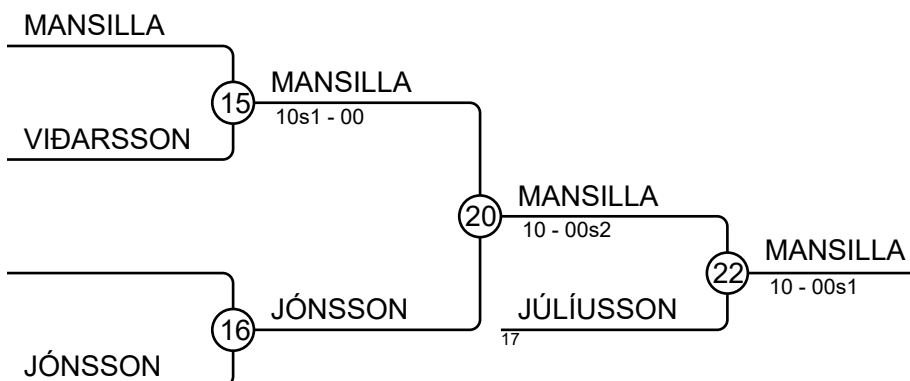 MANSILLA
15
MANSILLA
10s1 - 00
VIÐARSSON
20
MANSILLA
10 - 00s2
22
MANSILLA
10 - 00s1
16
JÓNSSON
JÚLÍUSSON
17
JÓNSSON